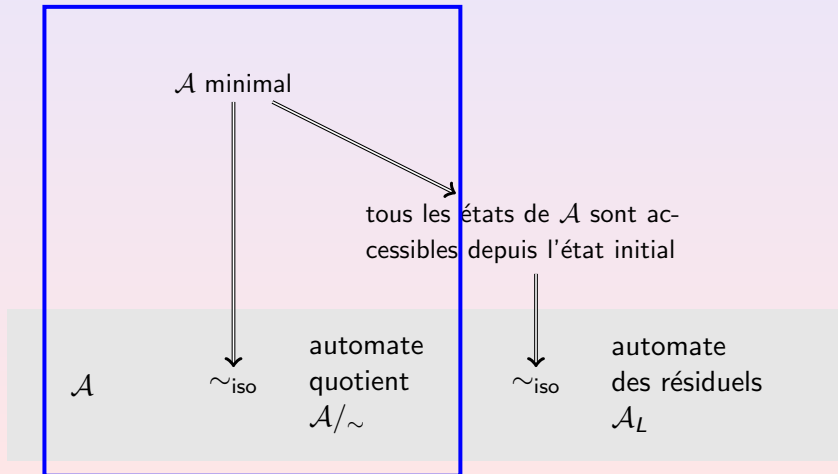 𝒜 minimal
tous les états de 𝒜 sont ac-
cessibles depuis l'état initial
𝒜
∼iso
automate
quotient
𝒜/∼
∼iso
automate
des résiduels
𝒜L